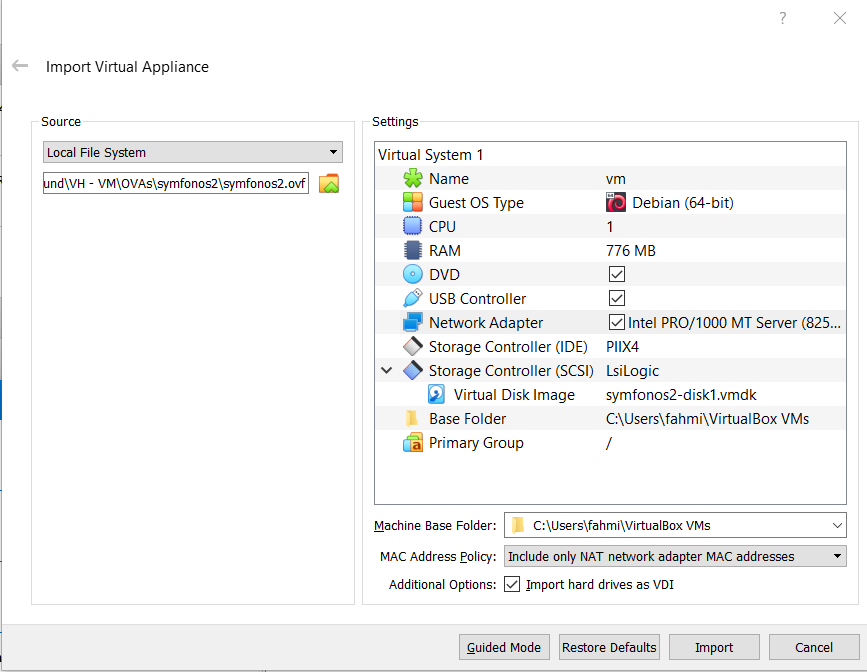 ?
Import Virtual Appliance
Source
Local File System
und\VH - VM\OVAs\symfonos2\symfonos2.ovf
Settings
Virtual System 1
Name vm
Guest OS Type Debian (64-bit)
CPU 1
RAM 776 MB
DVD
USB Controller
Network Adapter Intel PRO/1000 MT Server (825...
Storage Controller (IDE) PIIX4
Storage Controller (SCSI) LsiLogic
Virtual Disk Image symfonos2-disk1.vmdk
Base Folder C:\Users\fahmi\VirtualBox VMs
Primary Group /
Machine Base Folder: C:\Users\fahmi\VirtualBox VMs
MAC Address Policy: Include only NAT network adapter MAC addresses
Additional Options: Import hard drives as VDI
Guided Mode Restore Defaults Import Cancel